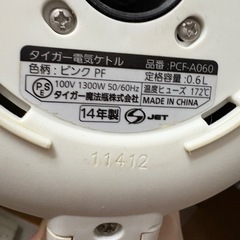 タイガー電気ケトル 品番:PCF-A060
色柄:ピンク PF 定格容量:0.6L
PSE 100V 1300W 50/60Hz 温度ヒューズ 172℃
タイガー魔法瓶株式会社 MADE IN CHINA
14年製 JET
11412